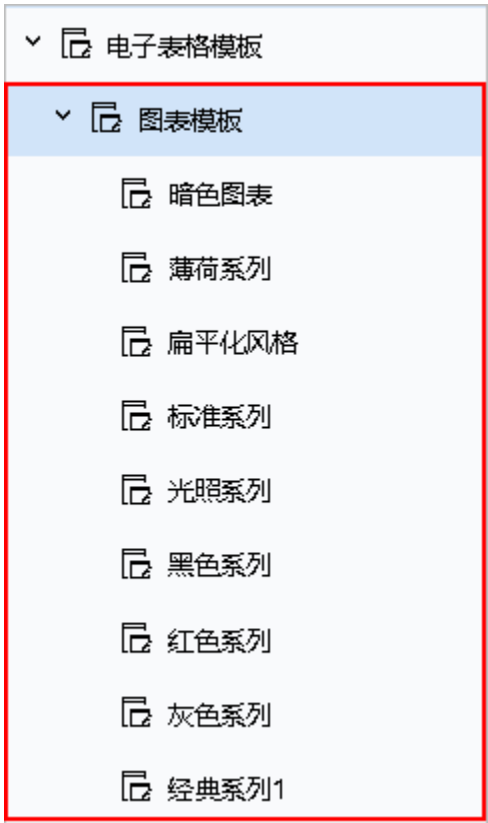 电子表格模板
图表模板
暗色图表
薄荷系列
扁平化风格
标准系列
光照系列
黑色系列
红色系列
灰色系列
经典系列1